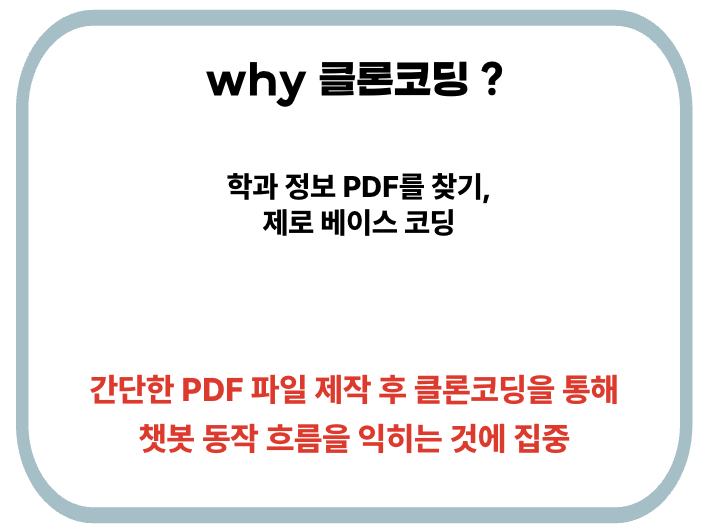 why 클론코딩 ?
학과 정보 PDF를 찾기,
제로 베이스 코딩
간단한 PDF 파일 제작 후 클론코딩을 통해
챗봇 동작 흐름을 익히는 것에 집중